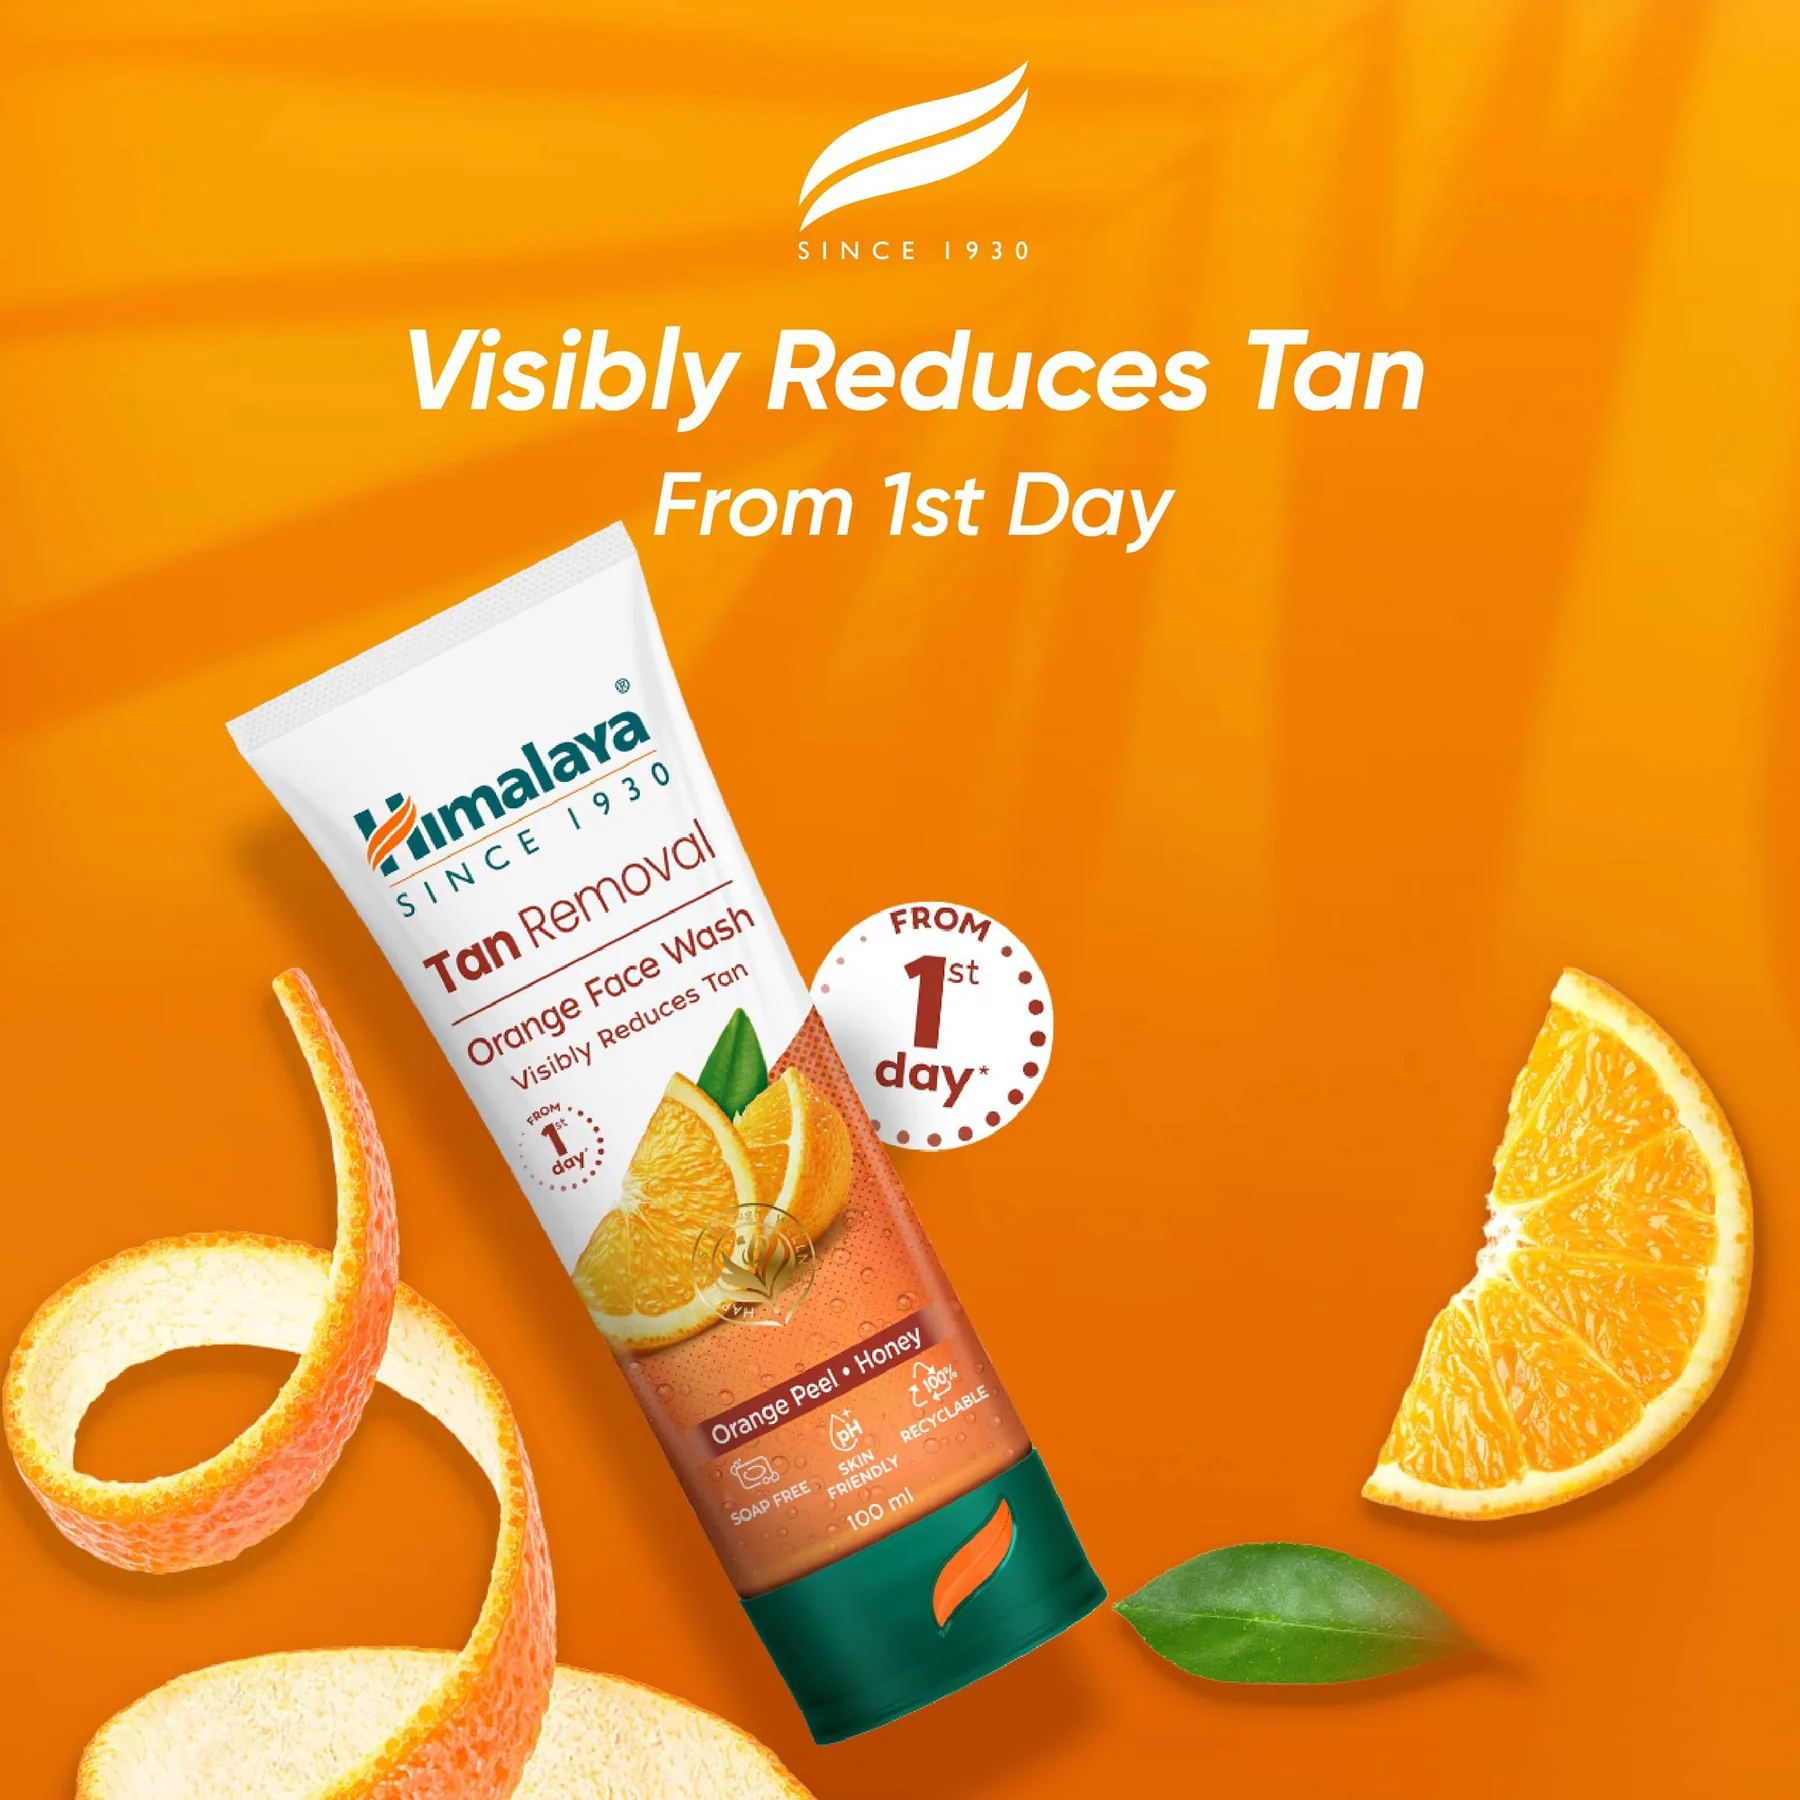 SINCE 1930
Visibly Reduces Tan
From 1st Day
Himalaya®
SINCE 1930
Tan Removal
Orange Face Wash
Visibly Reduces Tan
FROM
1st
day*
FROM
1st
day*
Orange Peel • Honey
SOAP FREE
pH
SKIN
FRIENDLY
100%
RECYCLABLE
100 ml